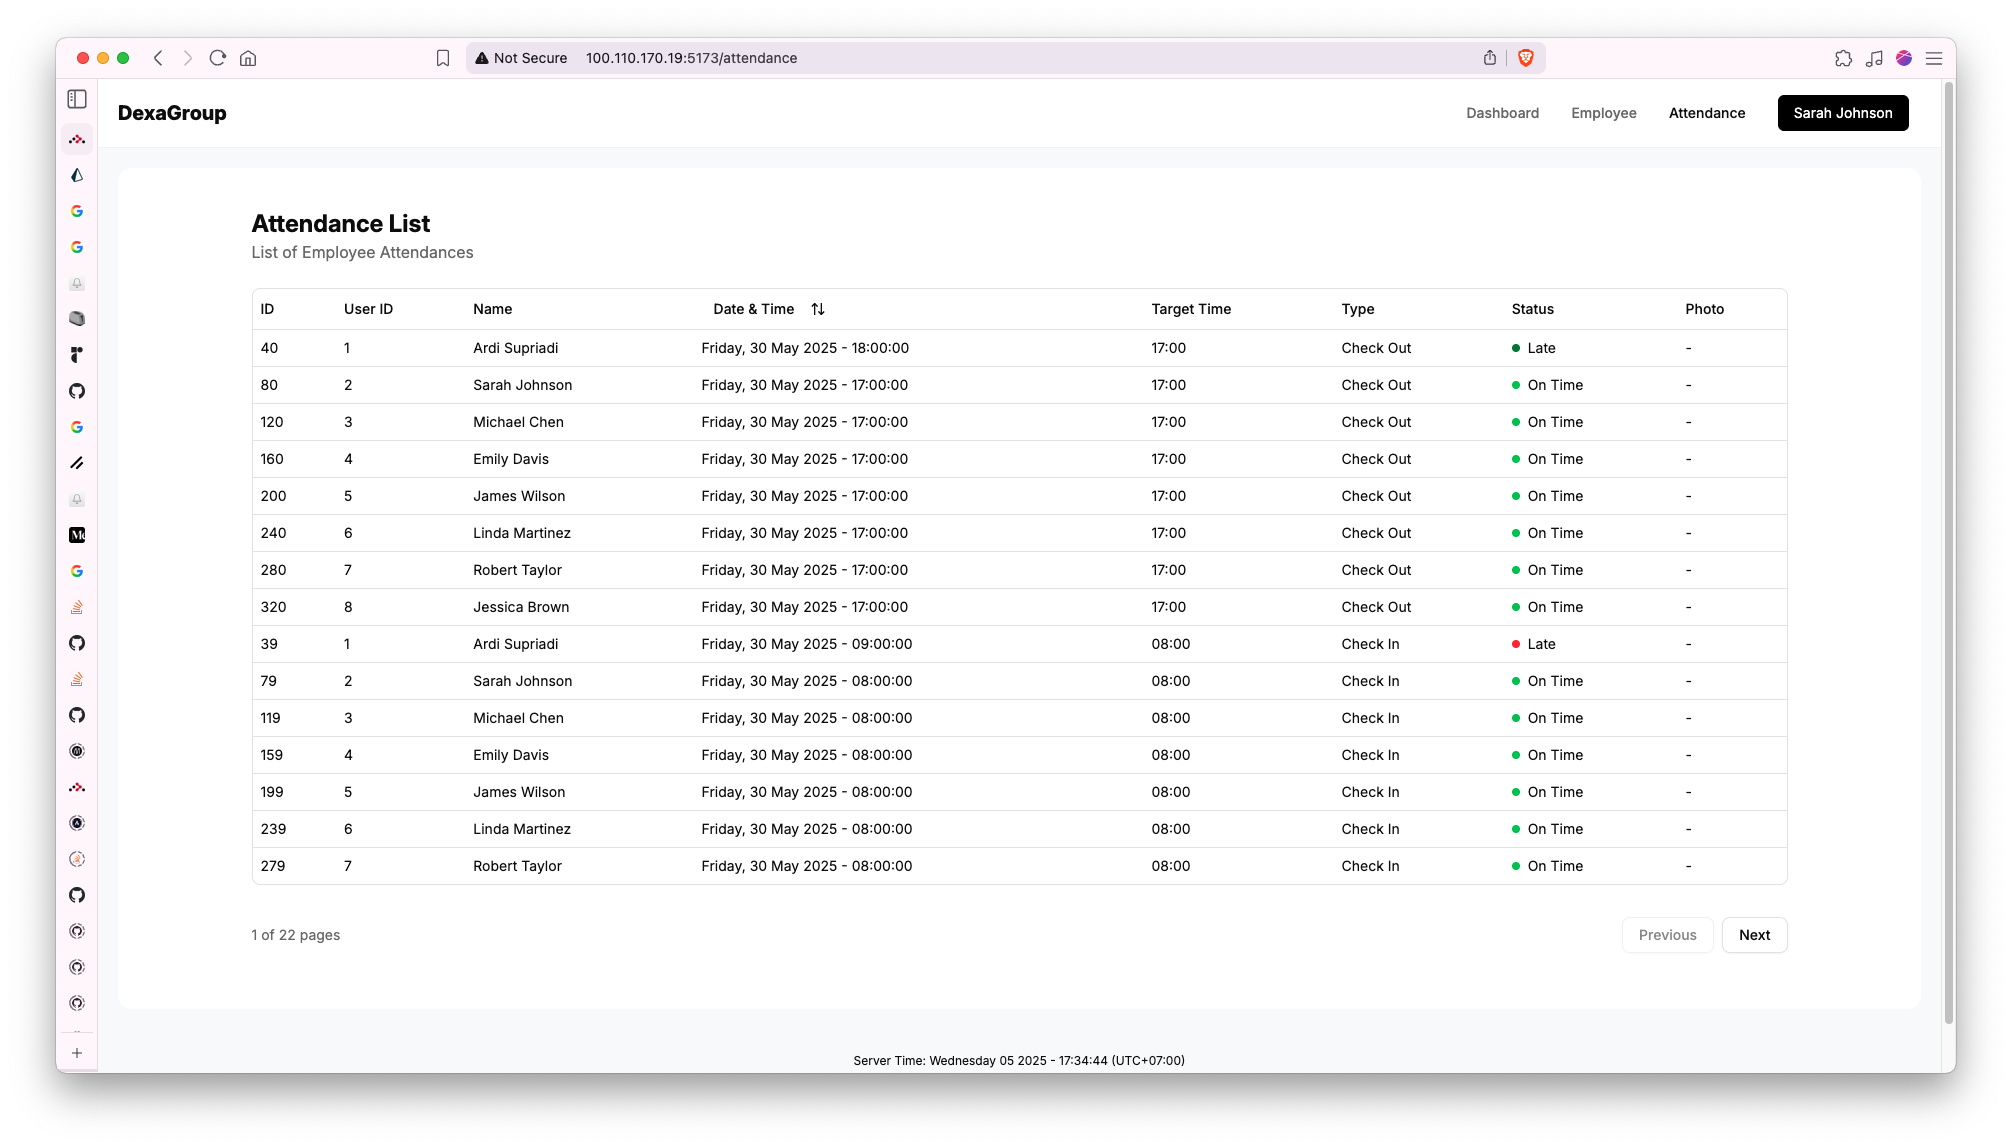 Not Secure 100.110.170.19:5173/attendance
DexaGroup Dashboard Employee Attendance Sarah Johnson
Attendance List
List of Employee Attendances
ID User ID Name Date & Time Target Time Type Status Photo
40 1 Ardi Supriadi Friday, 30 May 2025 - 18:00:00 17:00 Check Out Late -
80 2 Sarah Johnson Friday, 30 May 2025 - 17:00:00 17:00 Check Out On Time -
120 3 Michael Chen Friday, 30 May 2025 - 17:00:00 17:00 Check Out On Time -
160 4 Emily Davis Friday, 30 May 2025 - 17:00:00 17:00 Check Out On Time -
200 5 James Wilson Friday, 30 May 2025 - 17:00:00 17:00 Check Out On Time -
240 6 Linda Martinez Friday, 30 May 2025 - 17:00:00 17:00 Check Out On Time -
280 7 Robert Taylor Friday, 30 May 2025 - 17:00:00 17:00 Check Out On Time -
320 8 Jessica Brown Friday, 30 May 2025 - 17:00:00 17:00 Check Out On Time -
39 1 Ardi Supriadi Friday, 30 May 2025 - 09:00:00 08:00 Check In Late -
79 2 Sarah Johnson Friday, 30 May 2025 - 08:00:00 08:00 Check In On Time -
119 3 Michael Chen Friday, 30 May 2025 - 08:00:00 08:00 Check In On Time -
159 4 Emily Davis Friday, 30 May 2025 - 08:00:00 08:00 Check In On Time -
199 5 James Wilson Friday, 30 May 2025 - 08:00:00 08:00 Check In On Time -
239 6 Linda Martinez Friday, 30 May 2025 - 08:00:00 08:00 Check In On Time -
279 7 Robert Taylor Friday, 30 May 2025 - 08:00:00 08:00 Check In On Time -
1 of 22 pages Previous Next
Server Time: Wednesday 05 2025 - 17:34:44 (UTC+07:00)